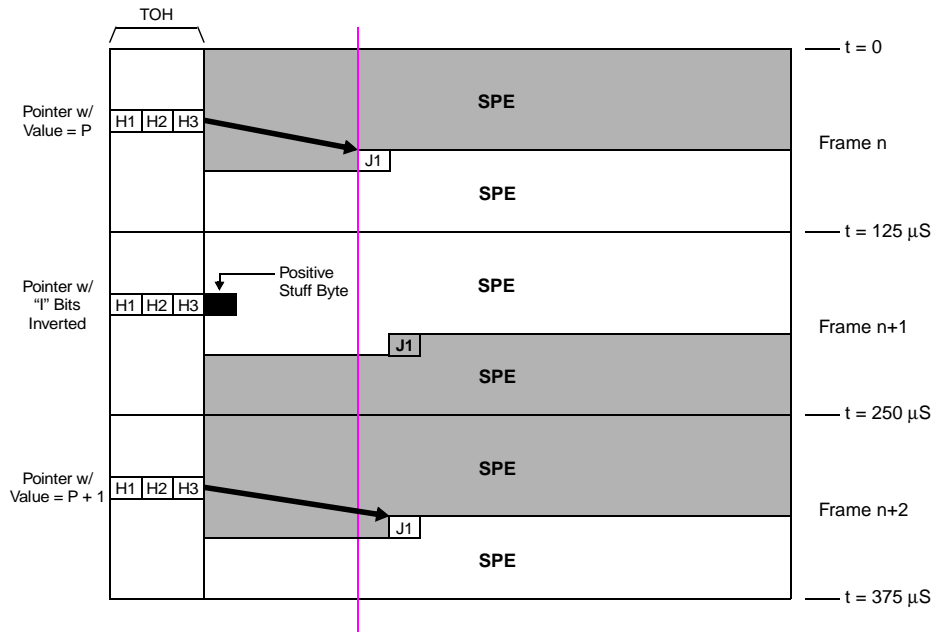 TOH
t = 0
SPE
Pointer w/
Value = P
H1 H2 H3
Frame n
J1
SPE
t = 125 μS
Positive
Stuff Byte
SPE
Pointer w/
“I” Bits
Inverted
H1 H2 H3
Frame n+1
J1
SPE
t = 250 μS
SPE
Pointer w/
Value = P + 1
H1 H2 H3
Frame n+2
J1
SPE
t = 375 μS